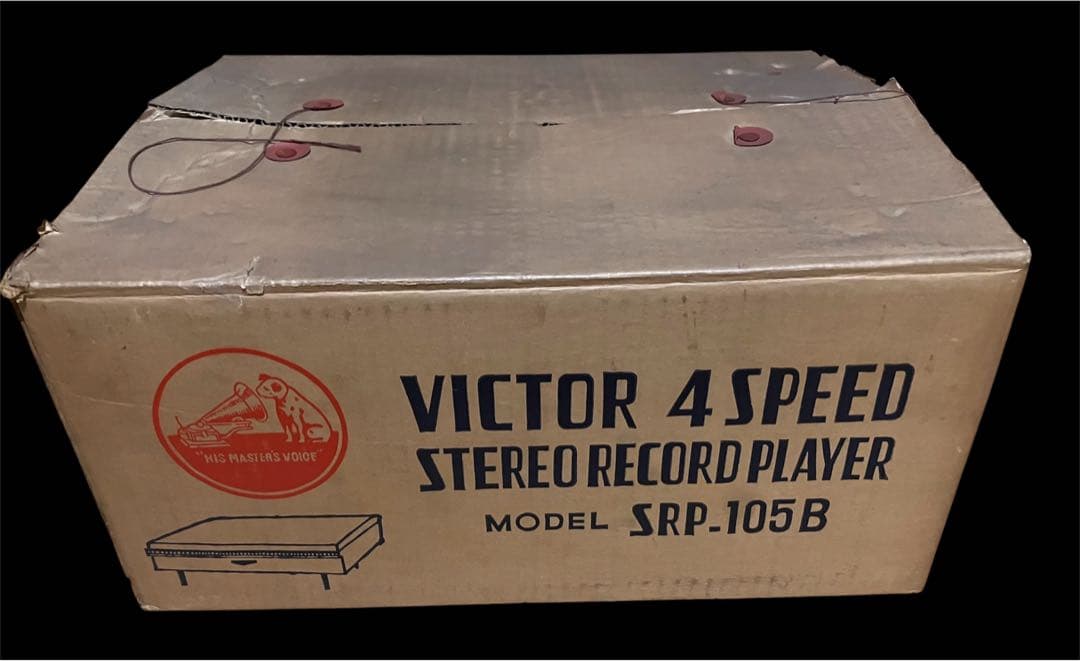 "HIS MASTER'S VOICE"
VICTOR 4 SPEED
STEREO RECORD PLAYER
MODEL SRP-105B